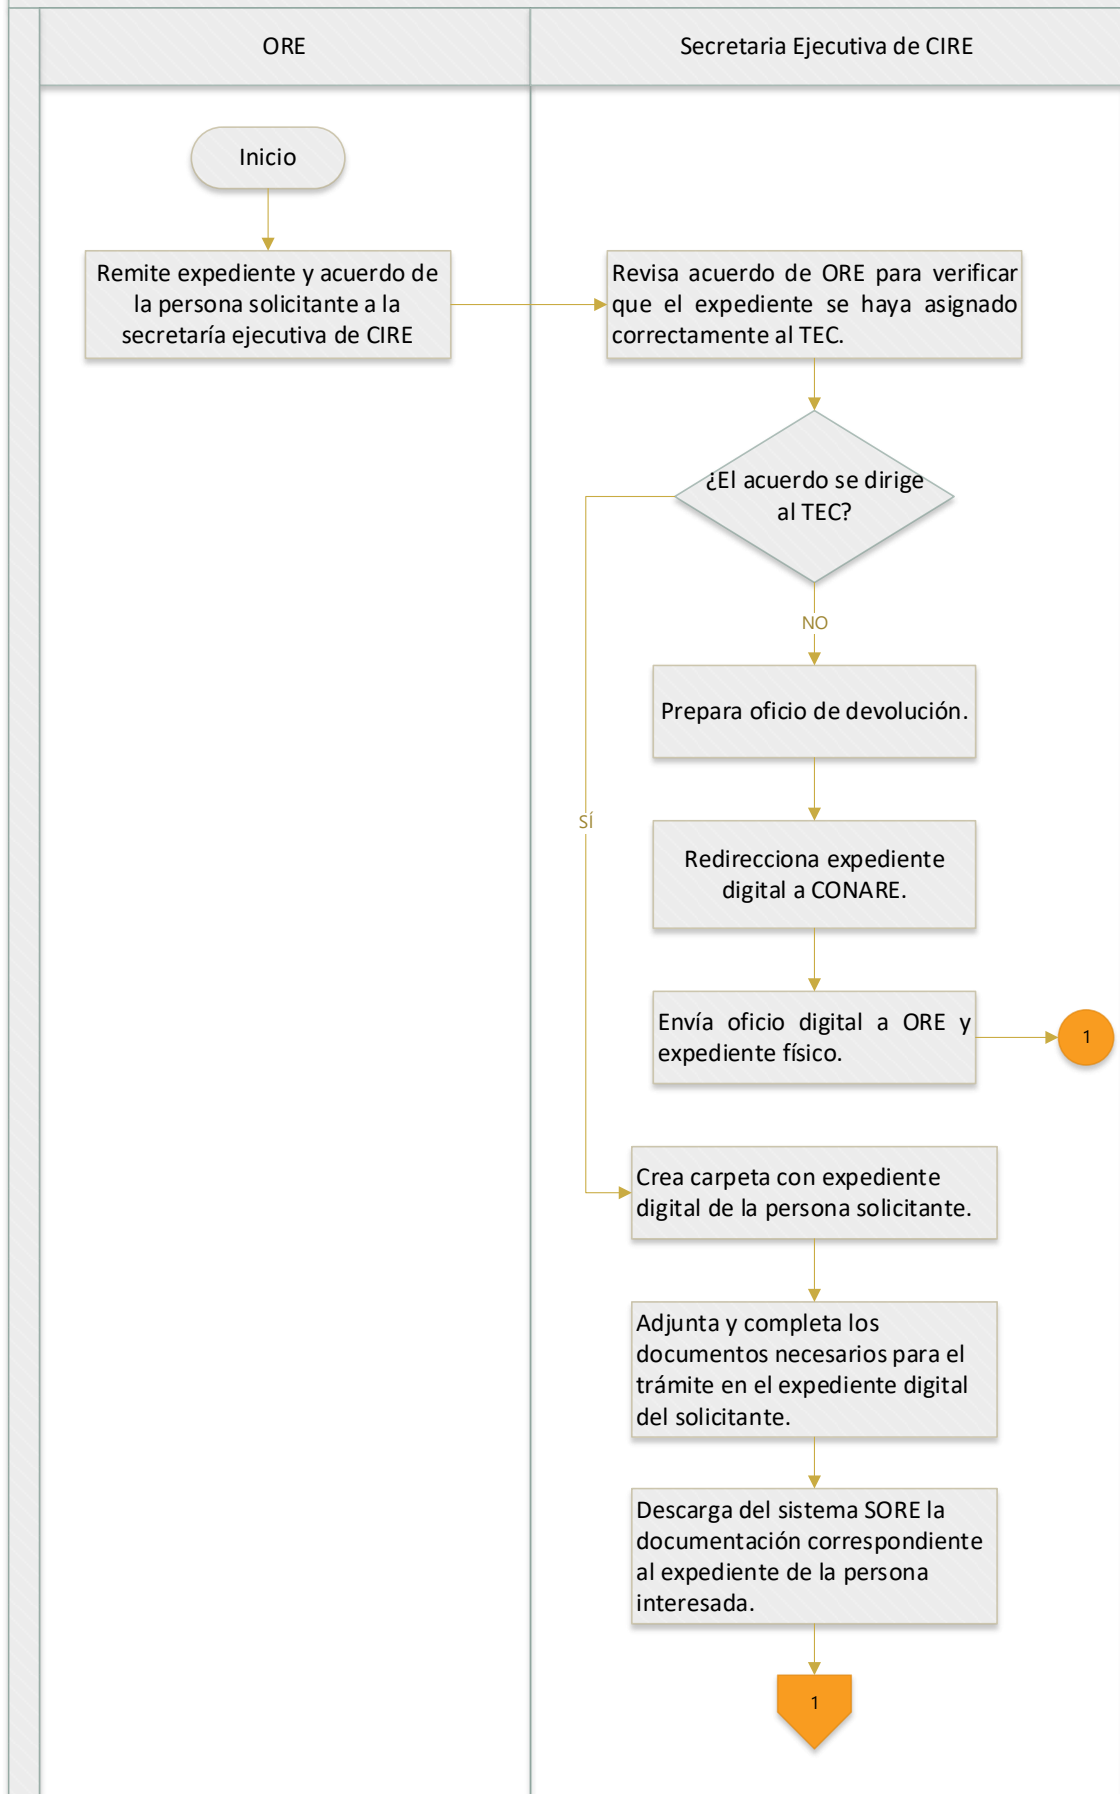 ORE
Secretaria Ejecutiva de CIRE
Inicio
Remite expediente y acuerdo de
la persona solicitante a la
secretaría ejecutiva de CIRE
Revisa acuerdo de ORE para verificar
que el expediente se haya asignado
correctamente al TEC.
¿El acuerdo se dirige
al TEC?
NO
Prepara oficio de devolución.
SÍ
Redirecciona expediente
digital a CONARE.
Envía oficio digital a ORE y
expediente físico.
1
Crea carpeta con expediente
digital de la persona solicitante.
Adjunta y completa los
documentos necesarios para el
trámite en el expediente digital
del solicitante.
Descarga del sistema SORE la
documentación correspondiente
al expediente de la persona
interesada.
1